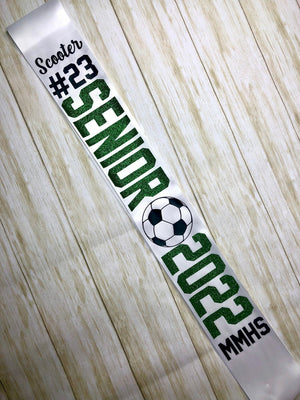 Scooter
#23
SENIOR
2022
MMHS